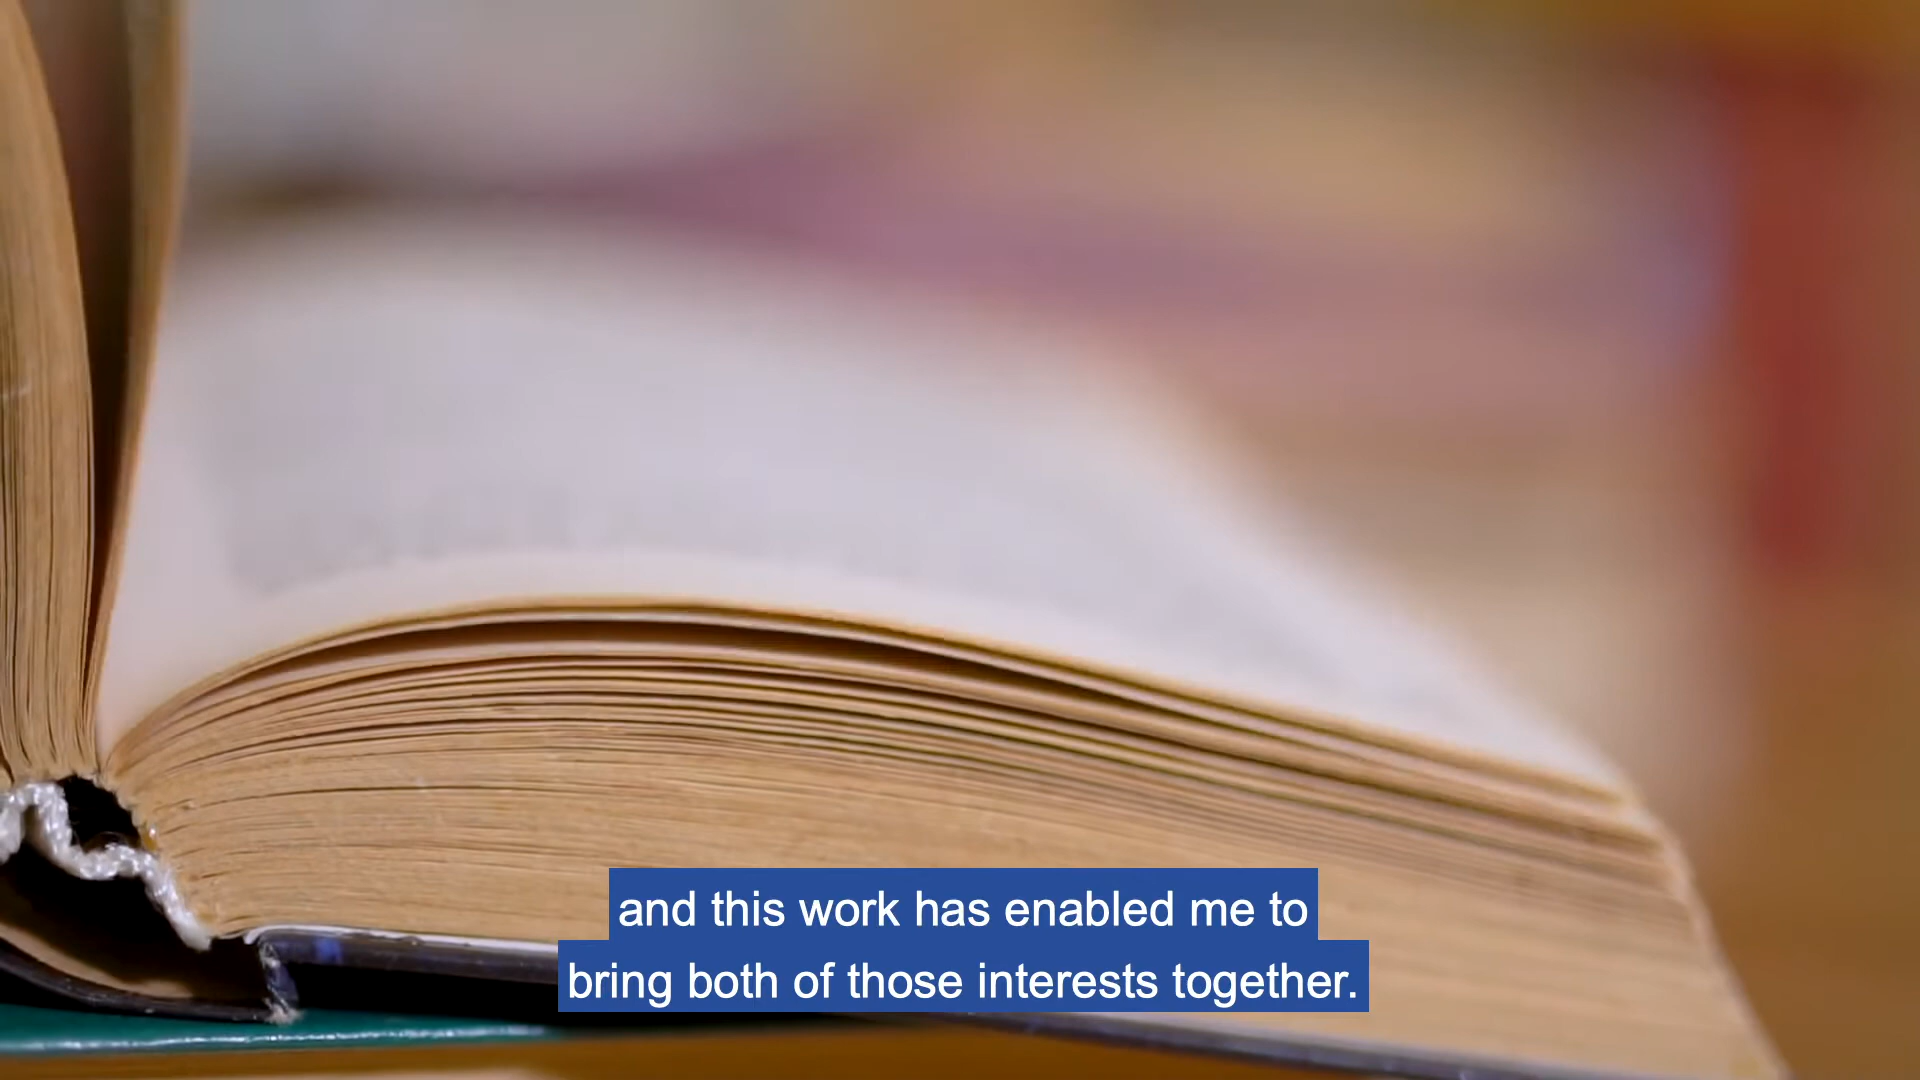 and this work has enabled me to
bring both of those interests together.